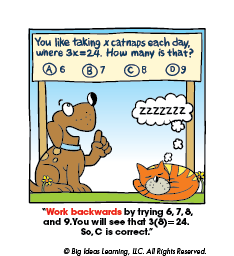 You like taking x catnaps each day,
where 3x=24. How many is that?
A 6 B 7 C 8 D 9
ZZZZZZZ
"Work backwards by trying 6, 7, 8,
and 9. You will see that 3(8)=24.
So, C is correct."
© Big Ideas Learning, LLC. All Rights Reserved.